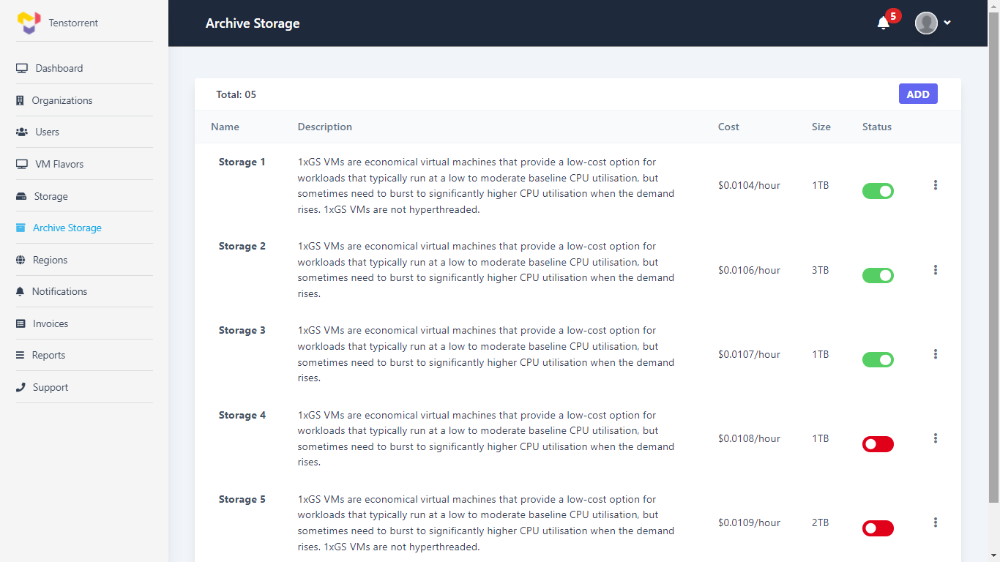 Tenstorrent
Archive Storage
5
Dashboard
Organizations
Users
VM Flavors
Storage
Archive Storage
Regions
Notifications
Invoices
Reports
Support
Total: 05
ADD
Name Description Cost Size Status
Storage 1
1xGS VMs are economical virtual machines that provide a low-cost option for
workloads that typically run at a low to moderate baseline CPU utilisation, but
sometimes need to burst to significantly higher CPU utilisation when the demand
rises. 1xGS VMs are not hyperthreaded.
$0.0104/hour
1TB
Storage 2
1xGS VMs are economical virtual machines that provide a low-cost option for
workloads that typically run at a low to moderate baseline CPU utilisation, but
sometimes need to burst to significantly higher CPU utilisation when the demand
rises.
$0.0106/hour
3TB
Storage 3
1xGS VMs are economical virtual machines that provide a low-cost option for
workloads that typically run at a low to moderate baseline CPU utilisation, but
sometimes need to burst to significantly higher CPU utilisation when the demand
rises.
$0.0107/hour
1TB
Storage 4
1xGS VMs are economical virtual machines that provide a low-cost option for
workloads that typically run at a low to moderate baseline CPU utilisation, but
sometimes need to burst to significantly higher CPU utilisation when the demand
rises.
$0.0108/hour
1TB
Storage 5
1xGS VMs are economical virtual machines that provide a low-cost option for
workloads that typically run at a low to moderate baseline CPU utilisation, but
sometimes need to burst to significantly higher CPU utilisation when the demand
rises. 1xGS VMs are not hyperthreaded.
$0.0109/hour
2TB